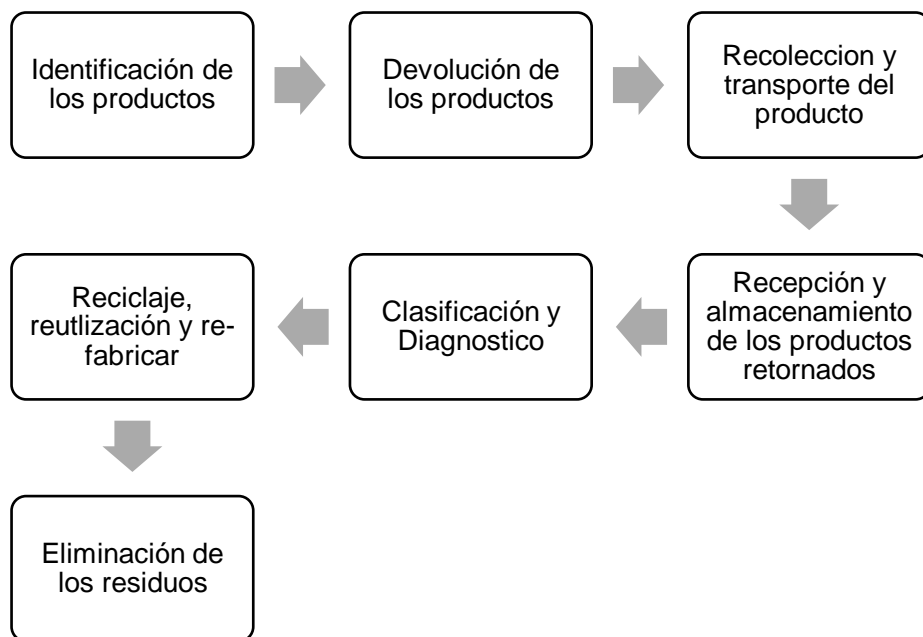 Identificación de
los productos
Devolución de
los productos
Recoleccion y
transporte del
producto
Recepción y
almacenamiento
de los productos
retornados
Clasificación y
Diagnostico
Reciclaje,
reutlización y re-
fabricar
Eliminación de
los residuos